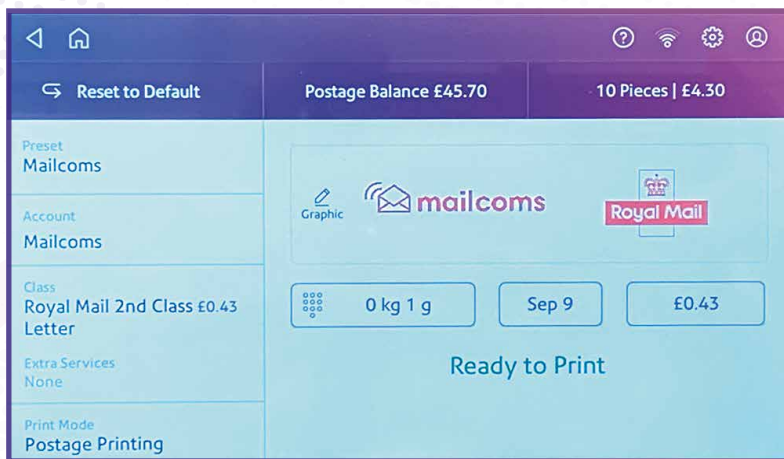 Reset to Default
Postage Balance £45.70
10 Pieces | £4.30
Preset
Mailcoms
Account
Mailcoms
Class
Royal Mail 2nd Class £0.43
Letter
Extra Services
None
Print Mode
Postage Printing
Graphic
mailcoms
Royal Mail
0 kg 1 g
Sep 9
£0.43
Ready to Print